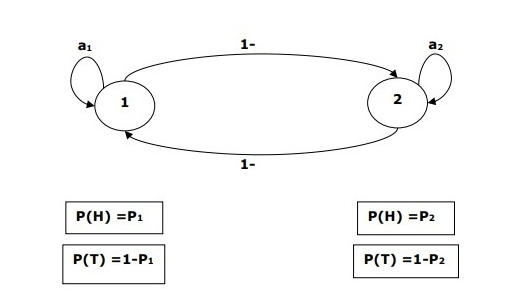 a₁
1-
a₂
1
2
1-
P(H) =P₁
P(H) =P₂
P(T) =1-P₁
P(T) =1-P₂